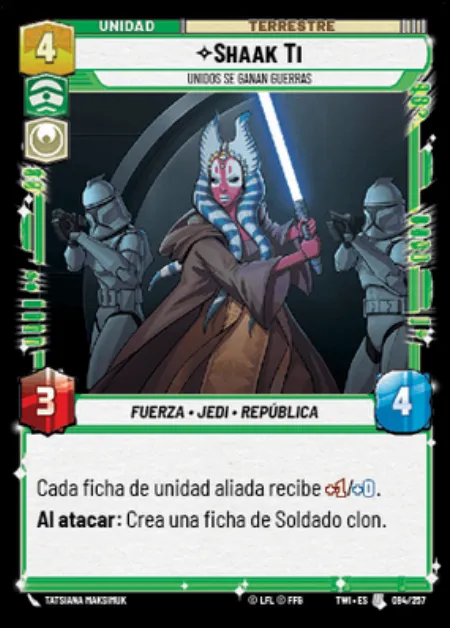 UNIDAD
TERRESTRE
4
SHAAK TI
UNIDOS SE GANAN GUERRAS
3
FUERZA • JEDI • REPÚBLICA
4
Cada ficha de unidad aliada recibe +1/+0.
Al atacar: Crea una ficha de Soldado clon.
TATSIANA MAKSIMUK
© LFL © FFG
TWI • ES
094/257